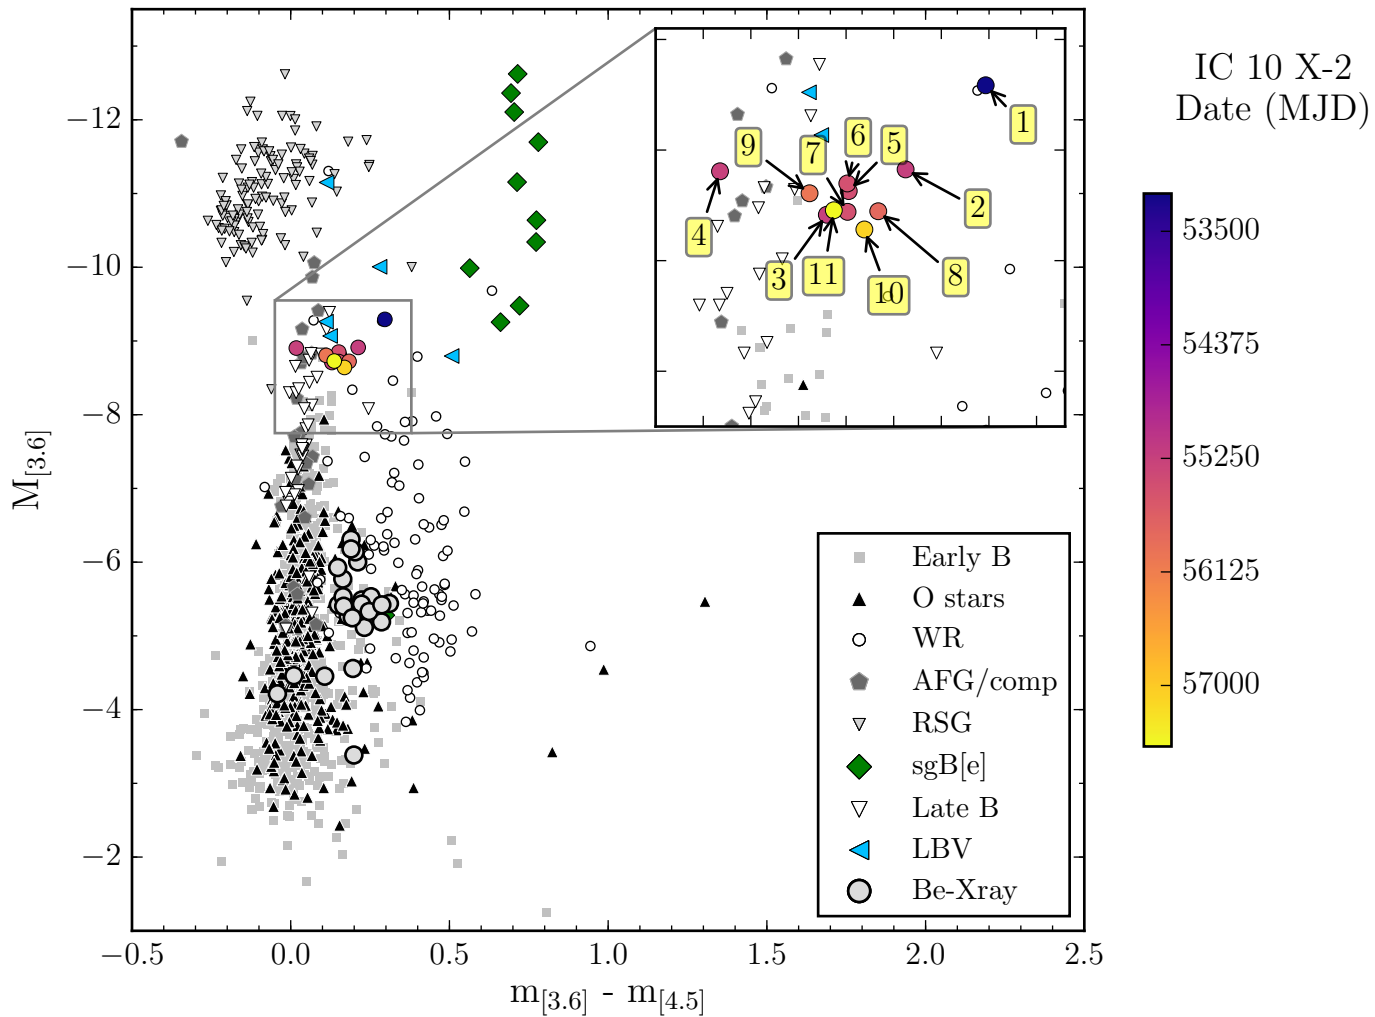 IC 10 X-2
Date (MJD)
−12
−10
−8
−6
−4
−2
M[3.6]
−0.5
0.0
0.5
1.0
1.5
2.0
2.5
m[3.6] - m[4.5]
1
2
3
4
5
6
7
8
9
10
11
Early B
O stars
WR
AFG/comp
RSG
sgB[e]
Late B
LBV
Be-Xray
53500
54375
55250
56125
57000